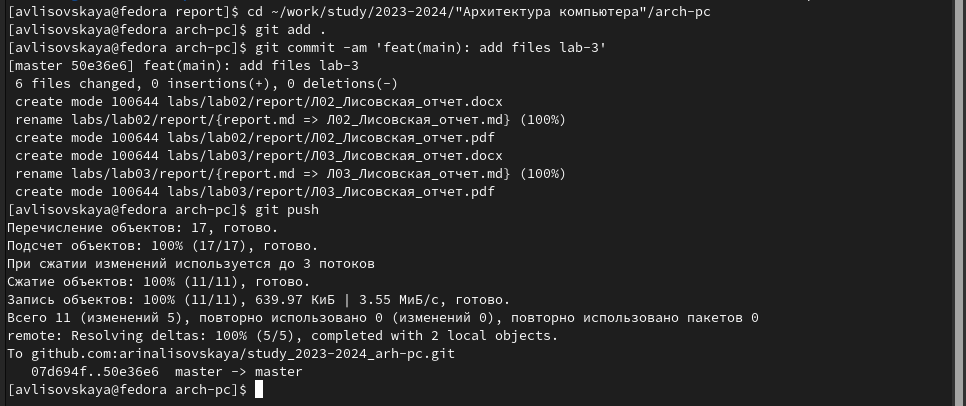 [avlisovskaya@fedora report]$ cd ~/work/study/2023-2024/"Архитектура компьютера"/arch-pc
[avlisovskaya@fedora arch-pc]$ git add .
[avlisovskaya@fedora arch-pc]$ git commit -am 'feat(main): add files lab-3'
[master 50e36e6] feat(main): add files lab-3
 6 files changed, 0 insertions(+), 0 deletions(-)
 create mode 100644 labs/lab02/report/Л02_Лисовская_отчет.docx
 rename labs/lab02/report/{report.md => Л02_Лисовская_отчет.md} (100%)
 create mode 100644 labs/lab02/report/Л02_Лисовская_отчет.pdf
 create mode 100644 labs/lab03/report/Л03_Лисовская_отчет.docx
 rename labs/lab03/report/{report.md => Л03_Лисовская_отчет.md} (100%)
 create mode 100644 labs/lab03/report/Л03_Лисовская_отчет.pdf
[avlisovskaya@fedora arch-pc]$ git push
Перечисление объектов: 17, готово.
Подсчет объектов: 100% (17/17), готово.
При сжатии изменений используется до 3 потоков
Сжатие объектов: 100% (11/11), готово.
Запись объектов: 100% (11/11), 639.97 КиБ | 3.55 МиБ/с, готово.
Всего 11 (изменений 5), повторно использовано 0 (изменений 0), повторно использовано пакетов 0
remote: Resolving deltas: 100% (5/5), completed with 2 local objects.
To github.com:arinalisovskaya/study_2023-2024_arh-pc.git
   07d694f..50e36e6  master -> master
[avlisovskaya@fedora arch-pc]$